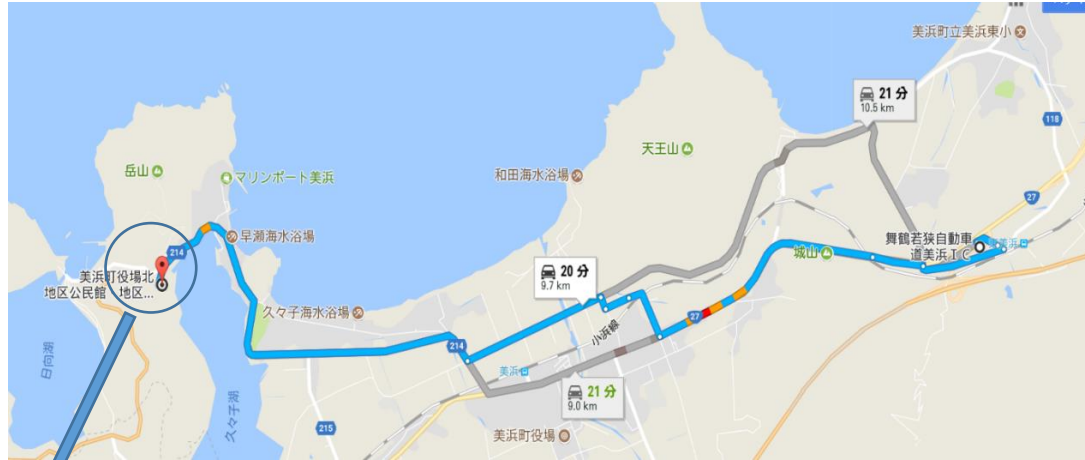 美浜町立美浜東小
21 分
10.5 km
118
天王山
岳山
マリンポート美浜
和田海水浴場
27
早瀬海水浴場
214
舞鶴若狭自動車
道美浜IC
城山
美浜町役場北
地区公民館 地区...
20 分
9.7 km
久々子海水浴場
27
小浜線
214
美浜
日向湖
21 分
9.0 km
久々子湖
215
美浜町役場